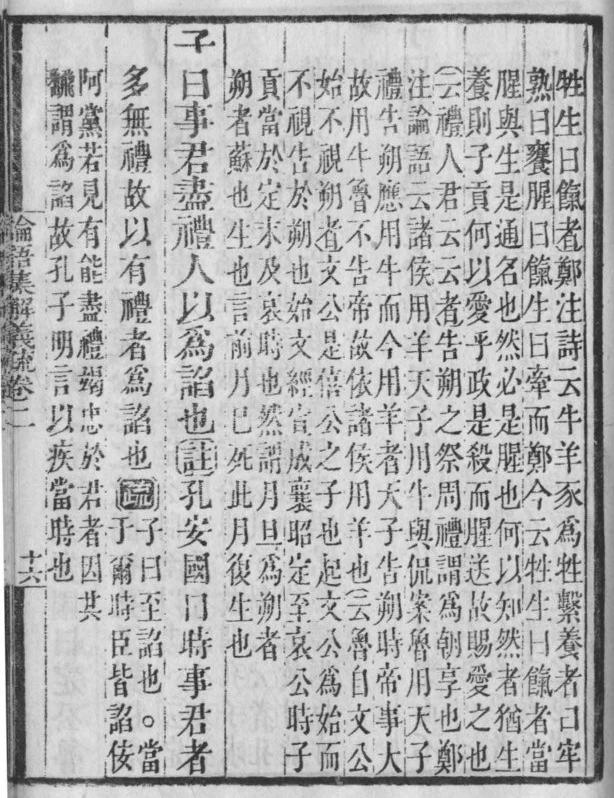 牲生曰餼者鄭注詩云牛羊豕為牲繫養者曰牢
熟曰饔腥曰餼生曰牽而鄭今云牲生曰餼者當
腥與生是通名也然必是腥也何以知然者猶生
養則子貢何以愛乎政是殺而腥送故賜愛之也
云禮人君云云者告朔之祭周禮謂為朝享也鄭
注論語云諸侯用羊天子用牛與侃案魯用天子
禮告朔應用牛而今用羊者天子告朔時帝事大
故用牛魯不告帝故依諸侯用羊也云魯自文公
始不視朔者文公是僖公之子也起文公為始而
不視告於朔也始文經宣成襄昭定至哀公時子
貢當於定末及哀時也然謂月旦為朔者
朔者蘇也生也言前月已死此月復生也
子曰事君盡禮人以為諂也註孔安國曰時事君者
多無禮故以有禮者為諂也疏子曰至諂也。當
于爾時臣皆諂佞
阿黨若見有能盡禮竭忠於君者因共
翻謂為諂故孔子明言以疾當時也
論語集解義疏卷二
十六